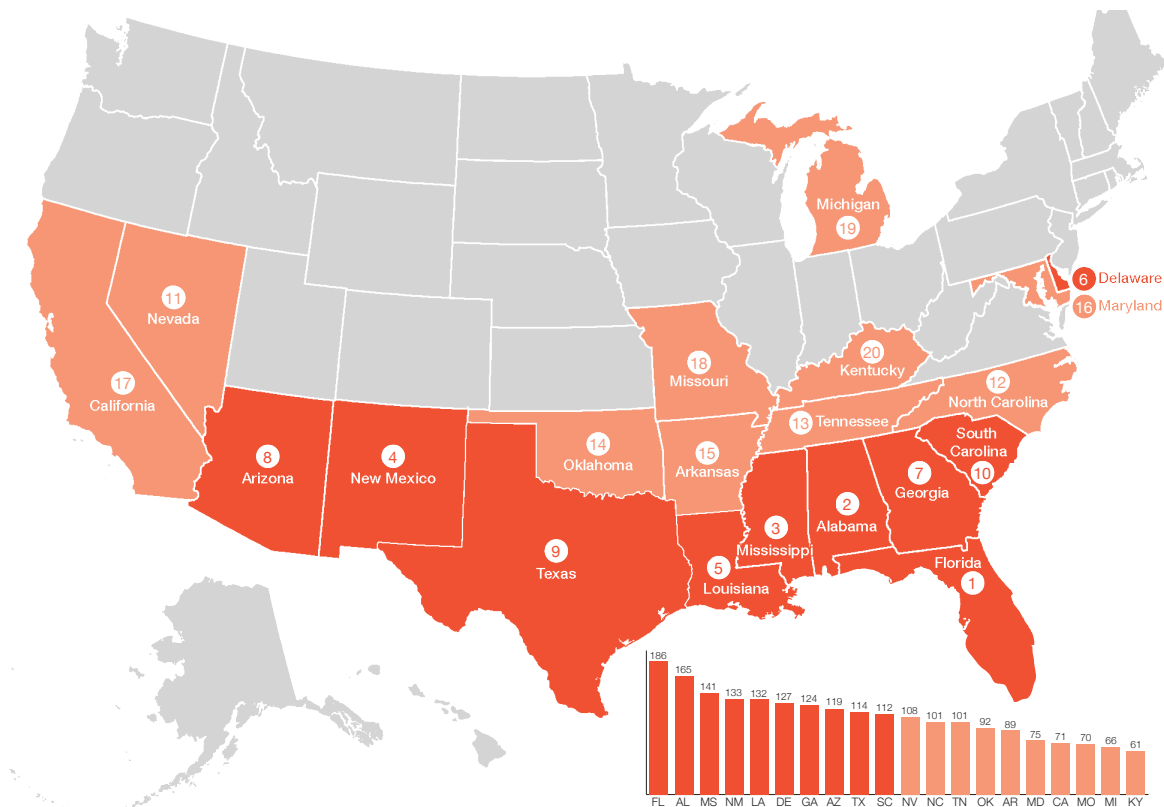 Michigan
19
6 Delaware
16 Maryland
11
Nevada
20
Kentucky
18
Missouri
17
California
12
North Carolina
13 Tennessee
14
Oklahoma
15
Arkansas
South
Carolina
10
8
Arizona
4
New Mexico
7
Georgia
2
Alabama
3
Mississippi
9
Texas
5
Louisiana
Florida
1
186 165 141 133 132 127 124 119 114 112 108 101 101 92 89 75 71 70 66 61
FL AL MS NM LA DE GA AZ TX SC NV NC TN OK AR MD CA MO MI KY